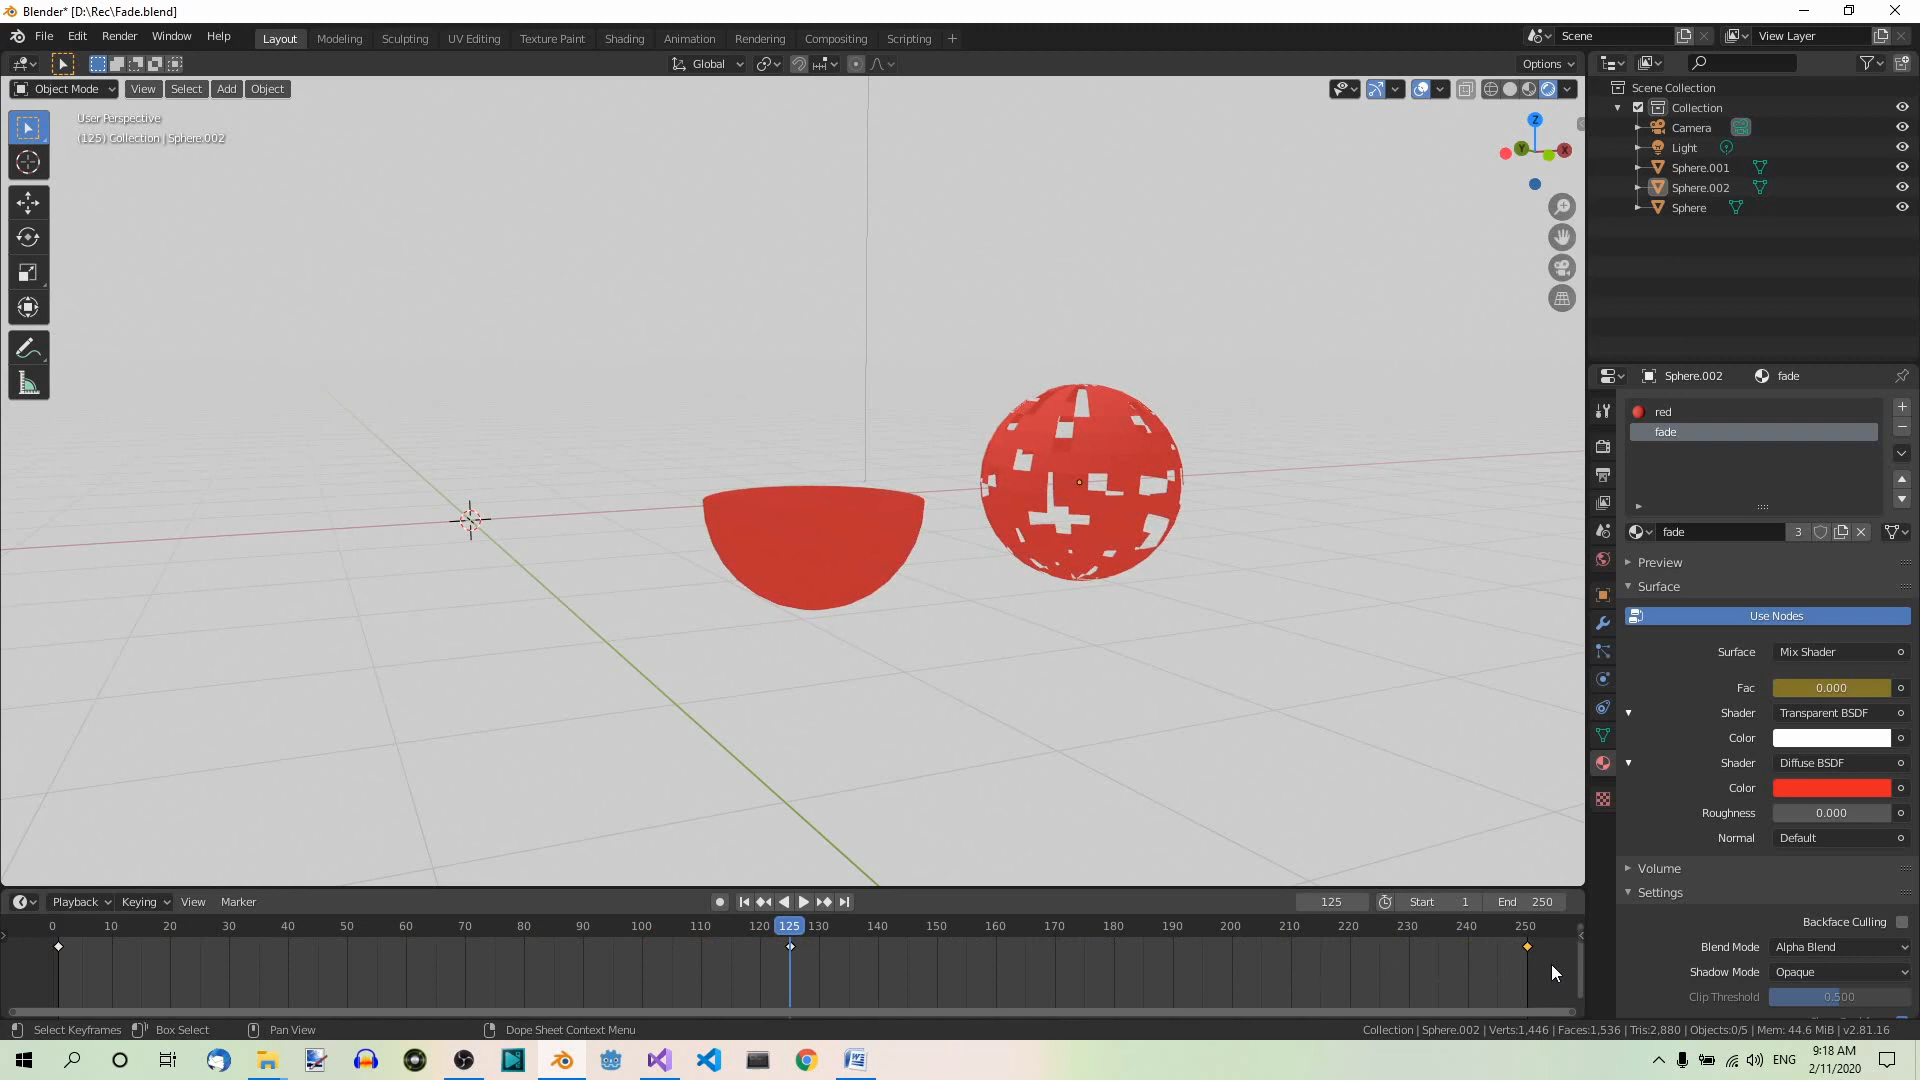 Blender* [D:\Rec\Fade.blend]
File Edit Render Window Help Layout Modeling Sculpting UV Editing Texture Paint Shading Animation Rendering Compositing Scripting + Scene View Layer
Global Options
Object Mode View Select Add Object
User Perspective
(125) Collection | Sphere.002
Z
Y X
Scene Collection
Collection
Camera
Light
Sphere.001
Sphere.002
Sphere
Sphere.002 fade
red
fade
fade 3
Preview
Surface
Use Nodes
Surface Mix Shader
Fac 0.000
Shader Transparent BSDF
Color
Shader Diffuse BSDF
Color
Roughness 0.000
Normal Default
Volume
Settings
Backface Culling
Blend Mode Alpha Blend
Shadow Mode Opaque
Clip Threshold 0.500
Playback Keying View Marker 125 Start 1 End 250
0 10 20 30 40 50 60 70 80 90 100 110 120 125 130 140 150 160 170 180 190 200 210 220 230 240 250
Select Keyframes Box Select Pan View Dope Sheet Context Menu Collection | Sphere.002 | Verts:1,446 | Faces:1,536 | Tris:2,880 | Objects:0/5 | Mem: 44.6 MiB | v2.81.16
ENG 9:18 AM
2/11/2020